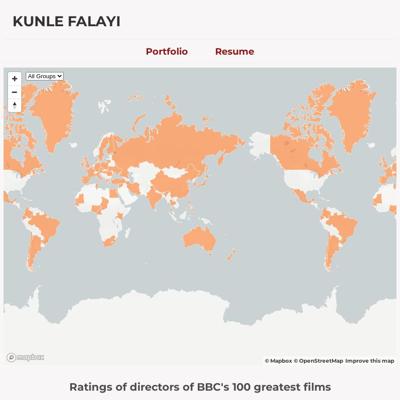 KUNLE FALAYI
Portfolio Resume
All Groups
mapbox
© Mapbox © OpenStreetMap Improve this map
Ratings of directors of BBC's 100 greatest films